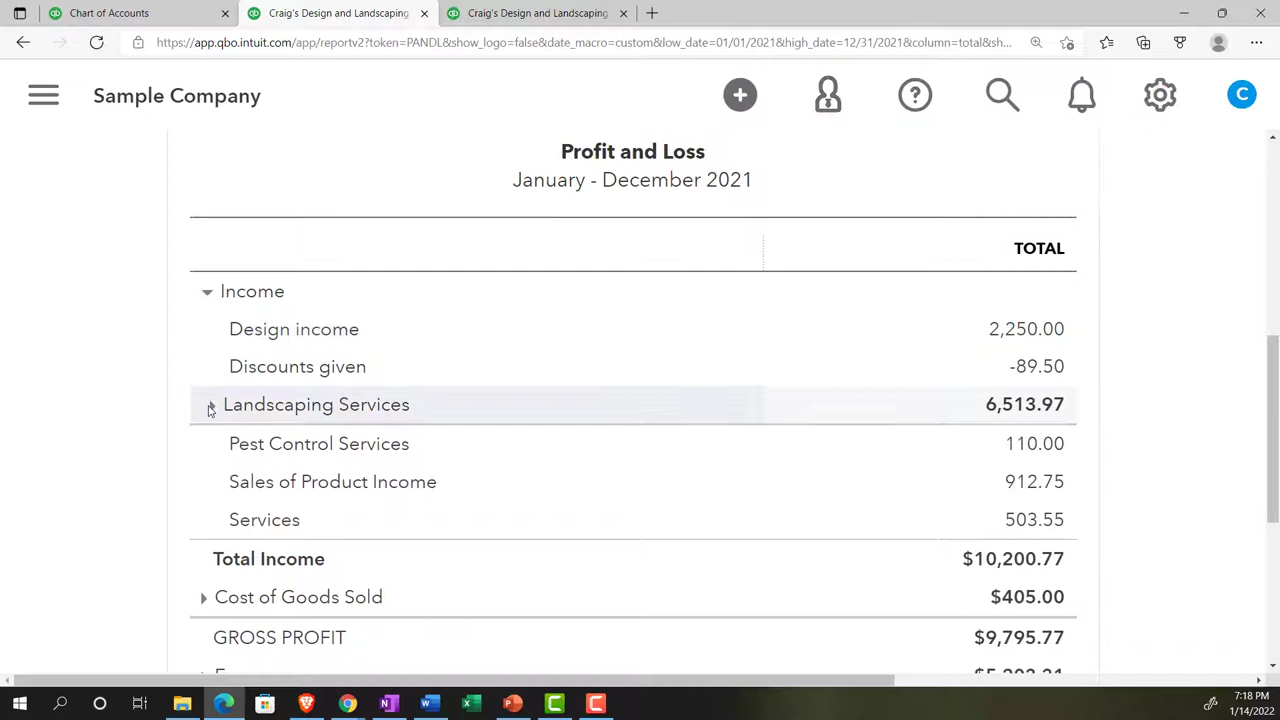 Chart of Accounts
Craig's Design and Landscaping
Craig's Design and Landscaping
https://app.qbo.intuit.com/app/reportv2?token=PANDL&show_logo=false&date_macro=custom&low_date=01/01/2021&high_date=12/31/2021&column=total&sh...
Sample Company
C
Profit and Loss
January - December 2021
TOTAL
Income
Design income 2,250.00
Discounts given -89.50
Landscaping Services 6,513.97
Pest Control Services 110.00
Sales of Product Income 912.75
Services 503.55
Total Income $10,200.77
Cost of Goods Sold $405.00
GROSS PROFIT $9,795.77
7:18 PM
1/14/2022